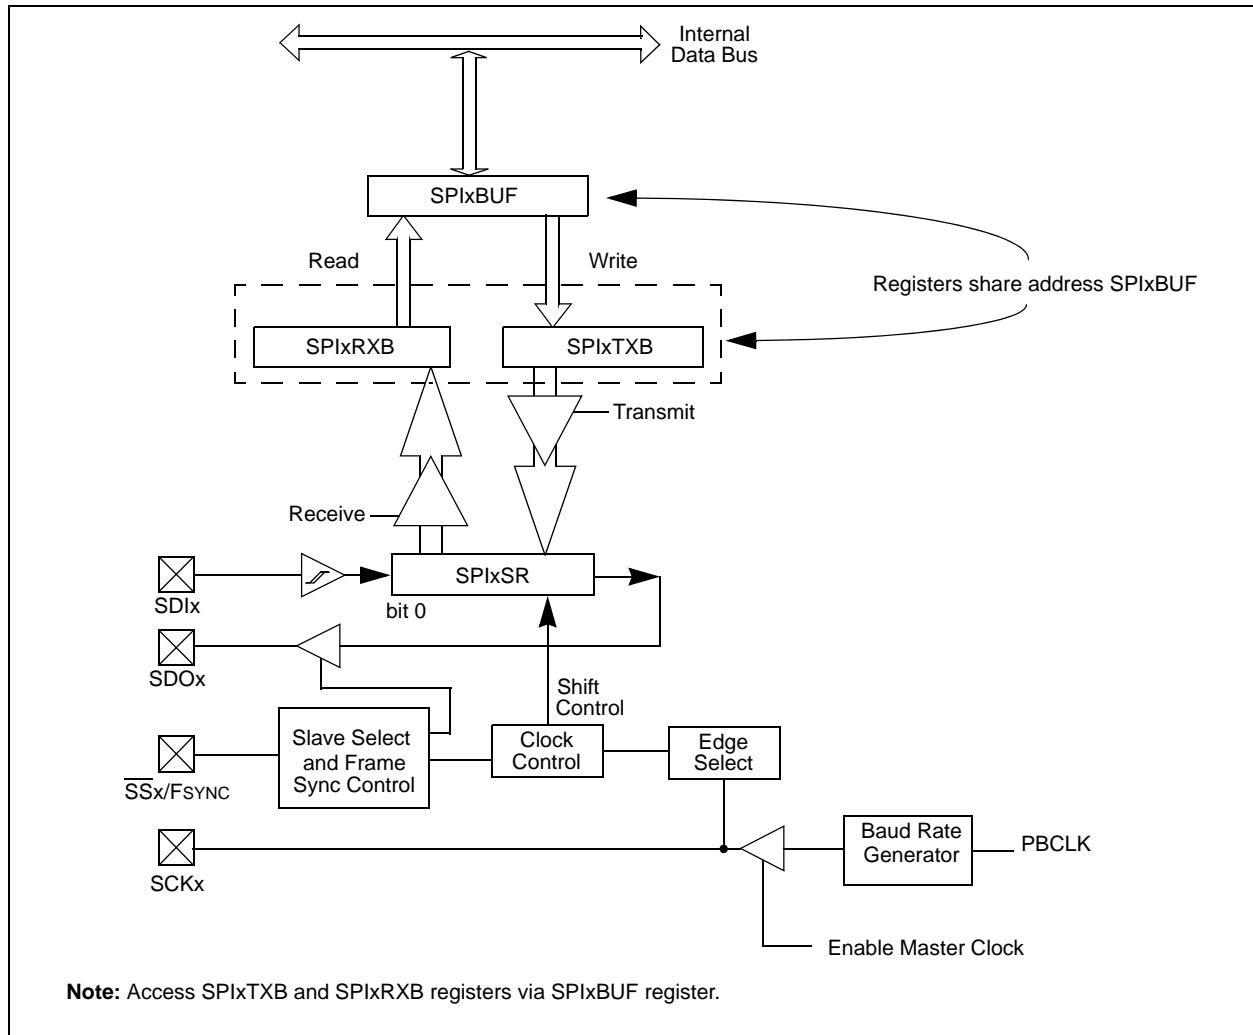 Internal
Data Bus
SPIxBUF
Read
Write
Registers share address SPIxBUF
SPIxRXB
SPIxTXB
Transmit
Receive
SPIxSR
SDIx
bit 0
SDOx
Shift
Control
Slave Select
and Frame
Sync Control
Clock
Control
Edge
Select
SSx/FSYNC
Baud Rate
Generator
PBCLK
SCKx
Enable Master Clock
Note: Access SPIxTXB and SPIxRXB registers via SPIxBUF register.